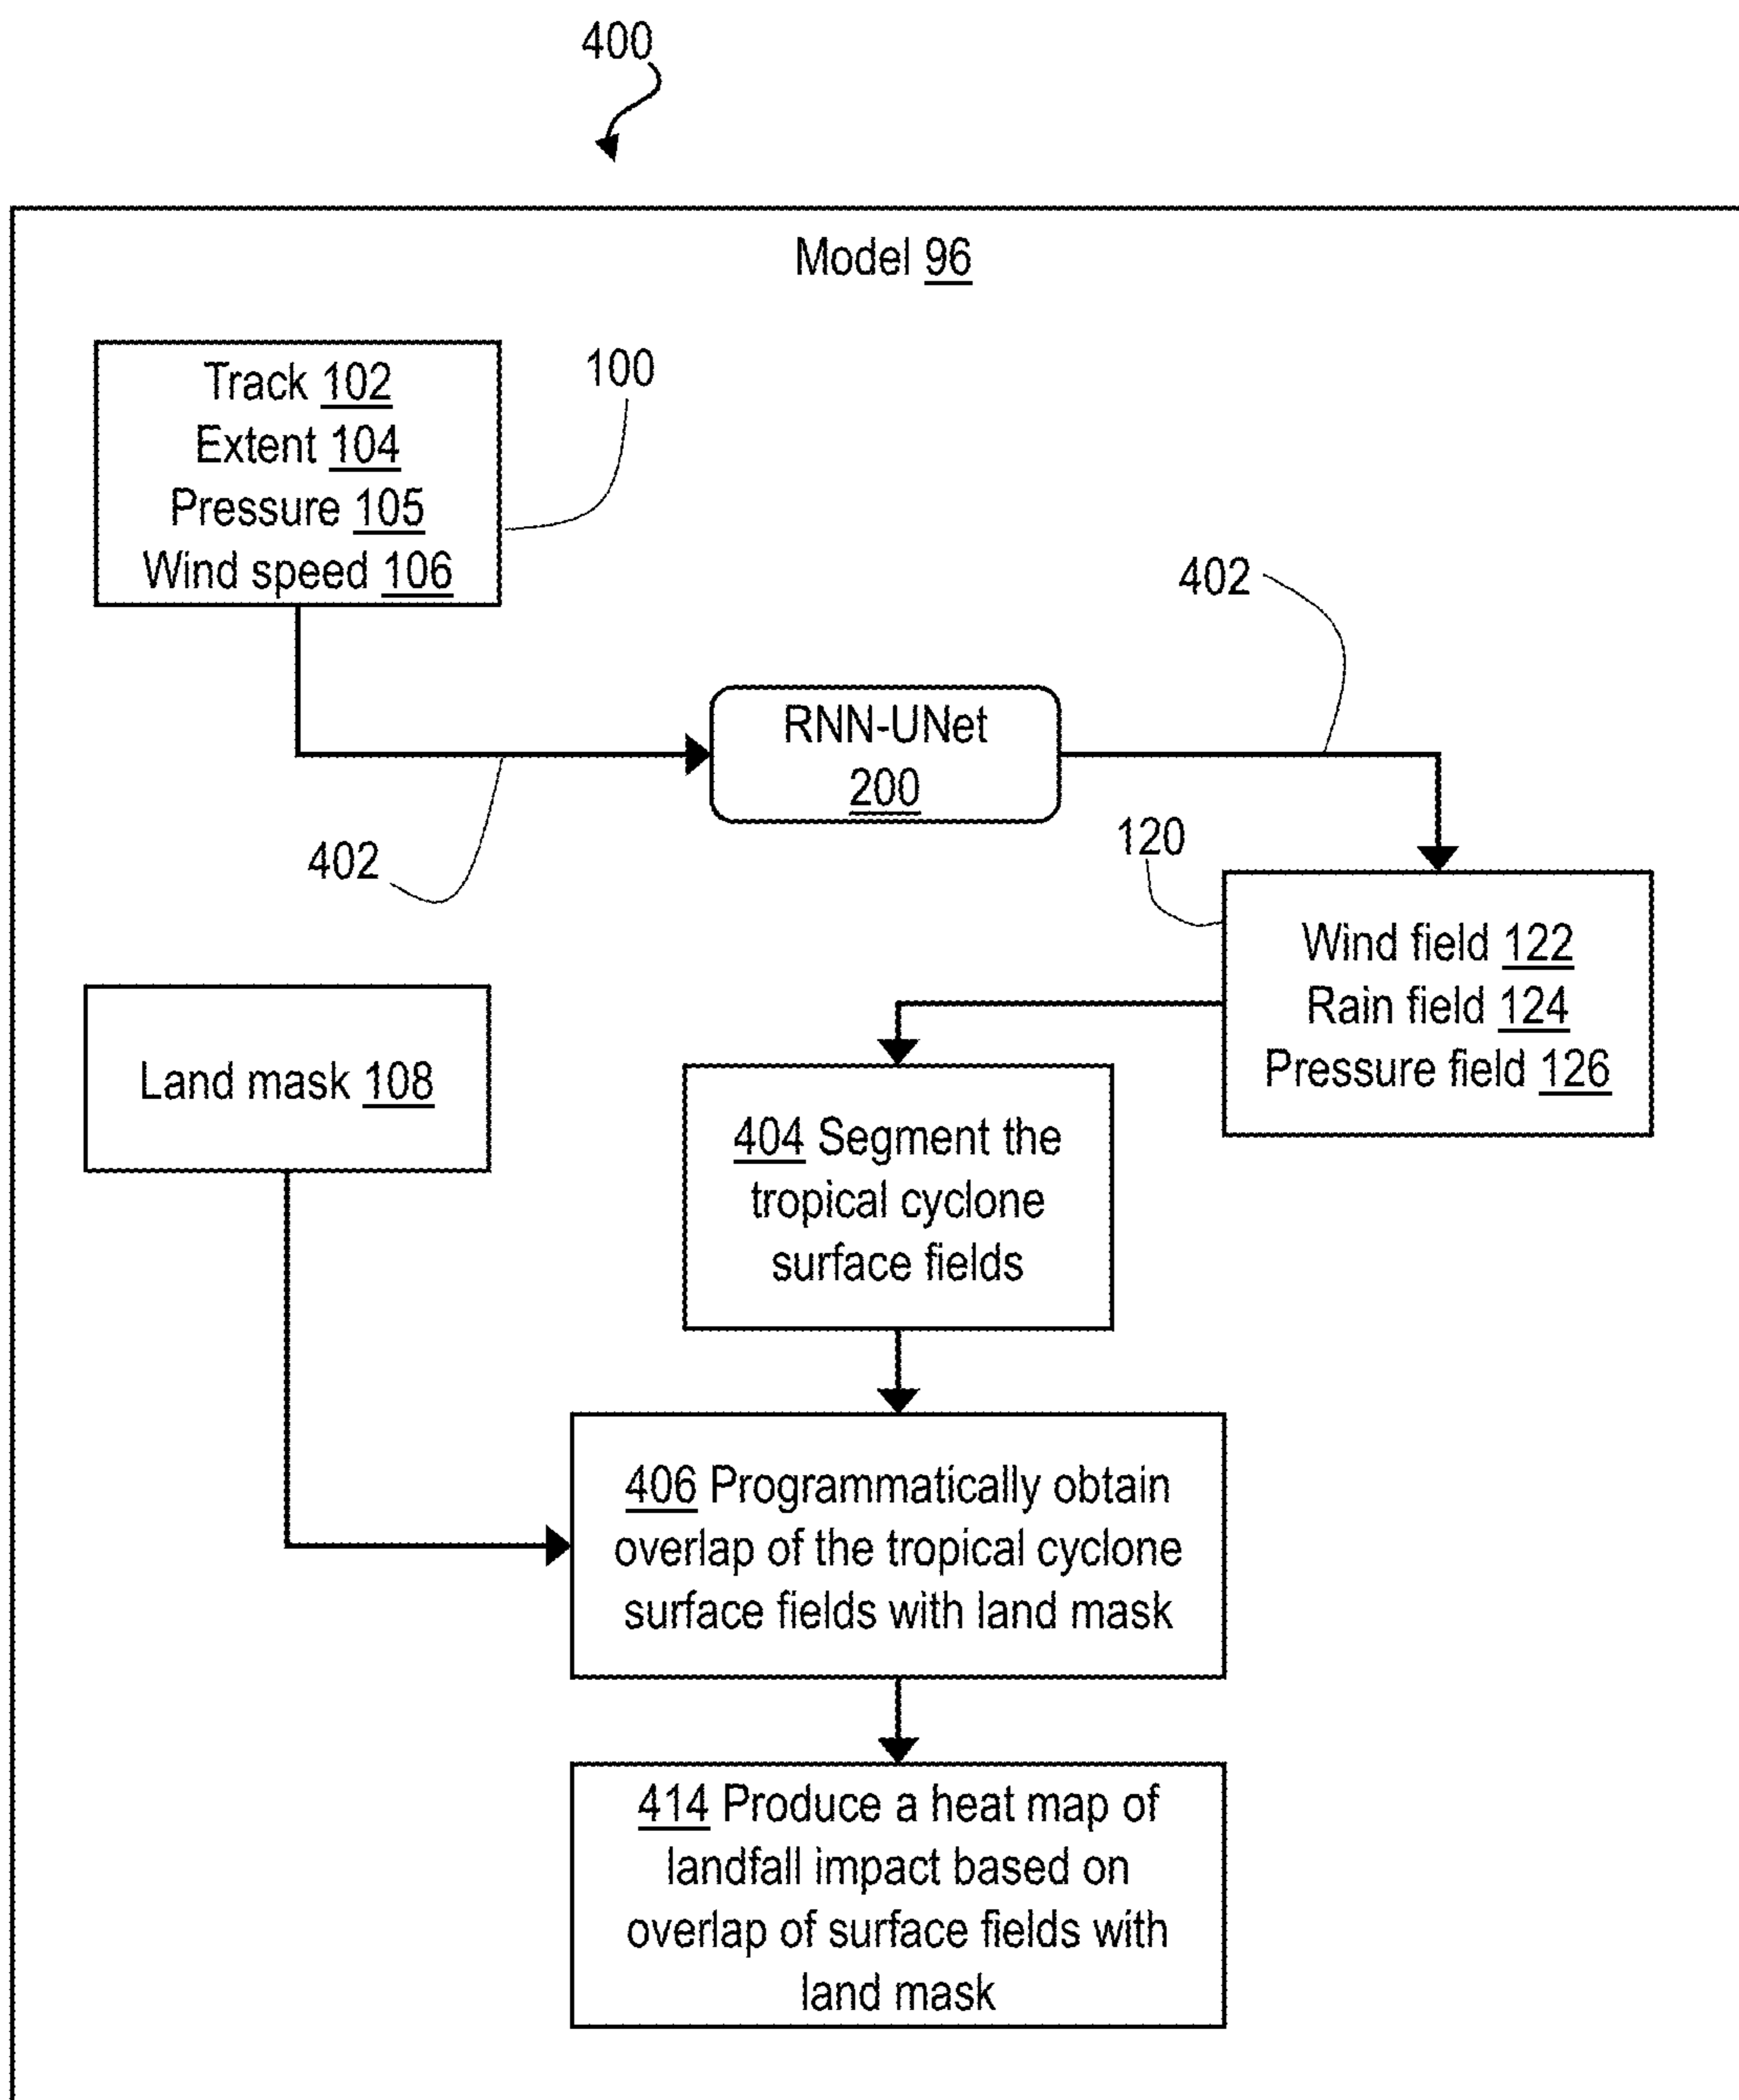 400
Model 96
Track 102
Extent 104
Pressure 105
Wind speed 106
100
402
RNN-UNet
200
402
120
Wind field 122
Rain field 124
Pressure field 126
Land mask 108
404 Segment the
tropical cyclone
surface fields
406 Programmatically obtain
overlap of the tropical cyclone
surface fields with land mask
414 Produce a heat map of
landfall impact based on
overlap of surface fields with
land mask